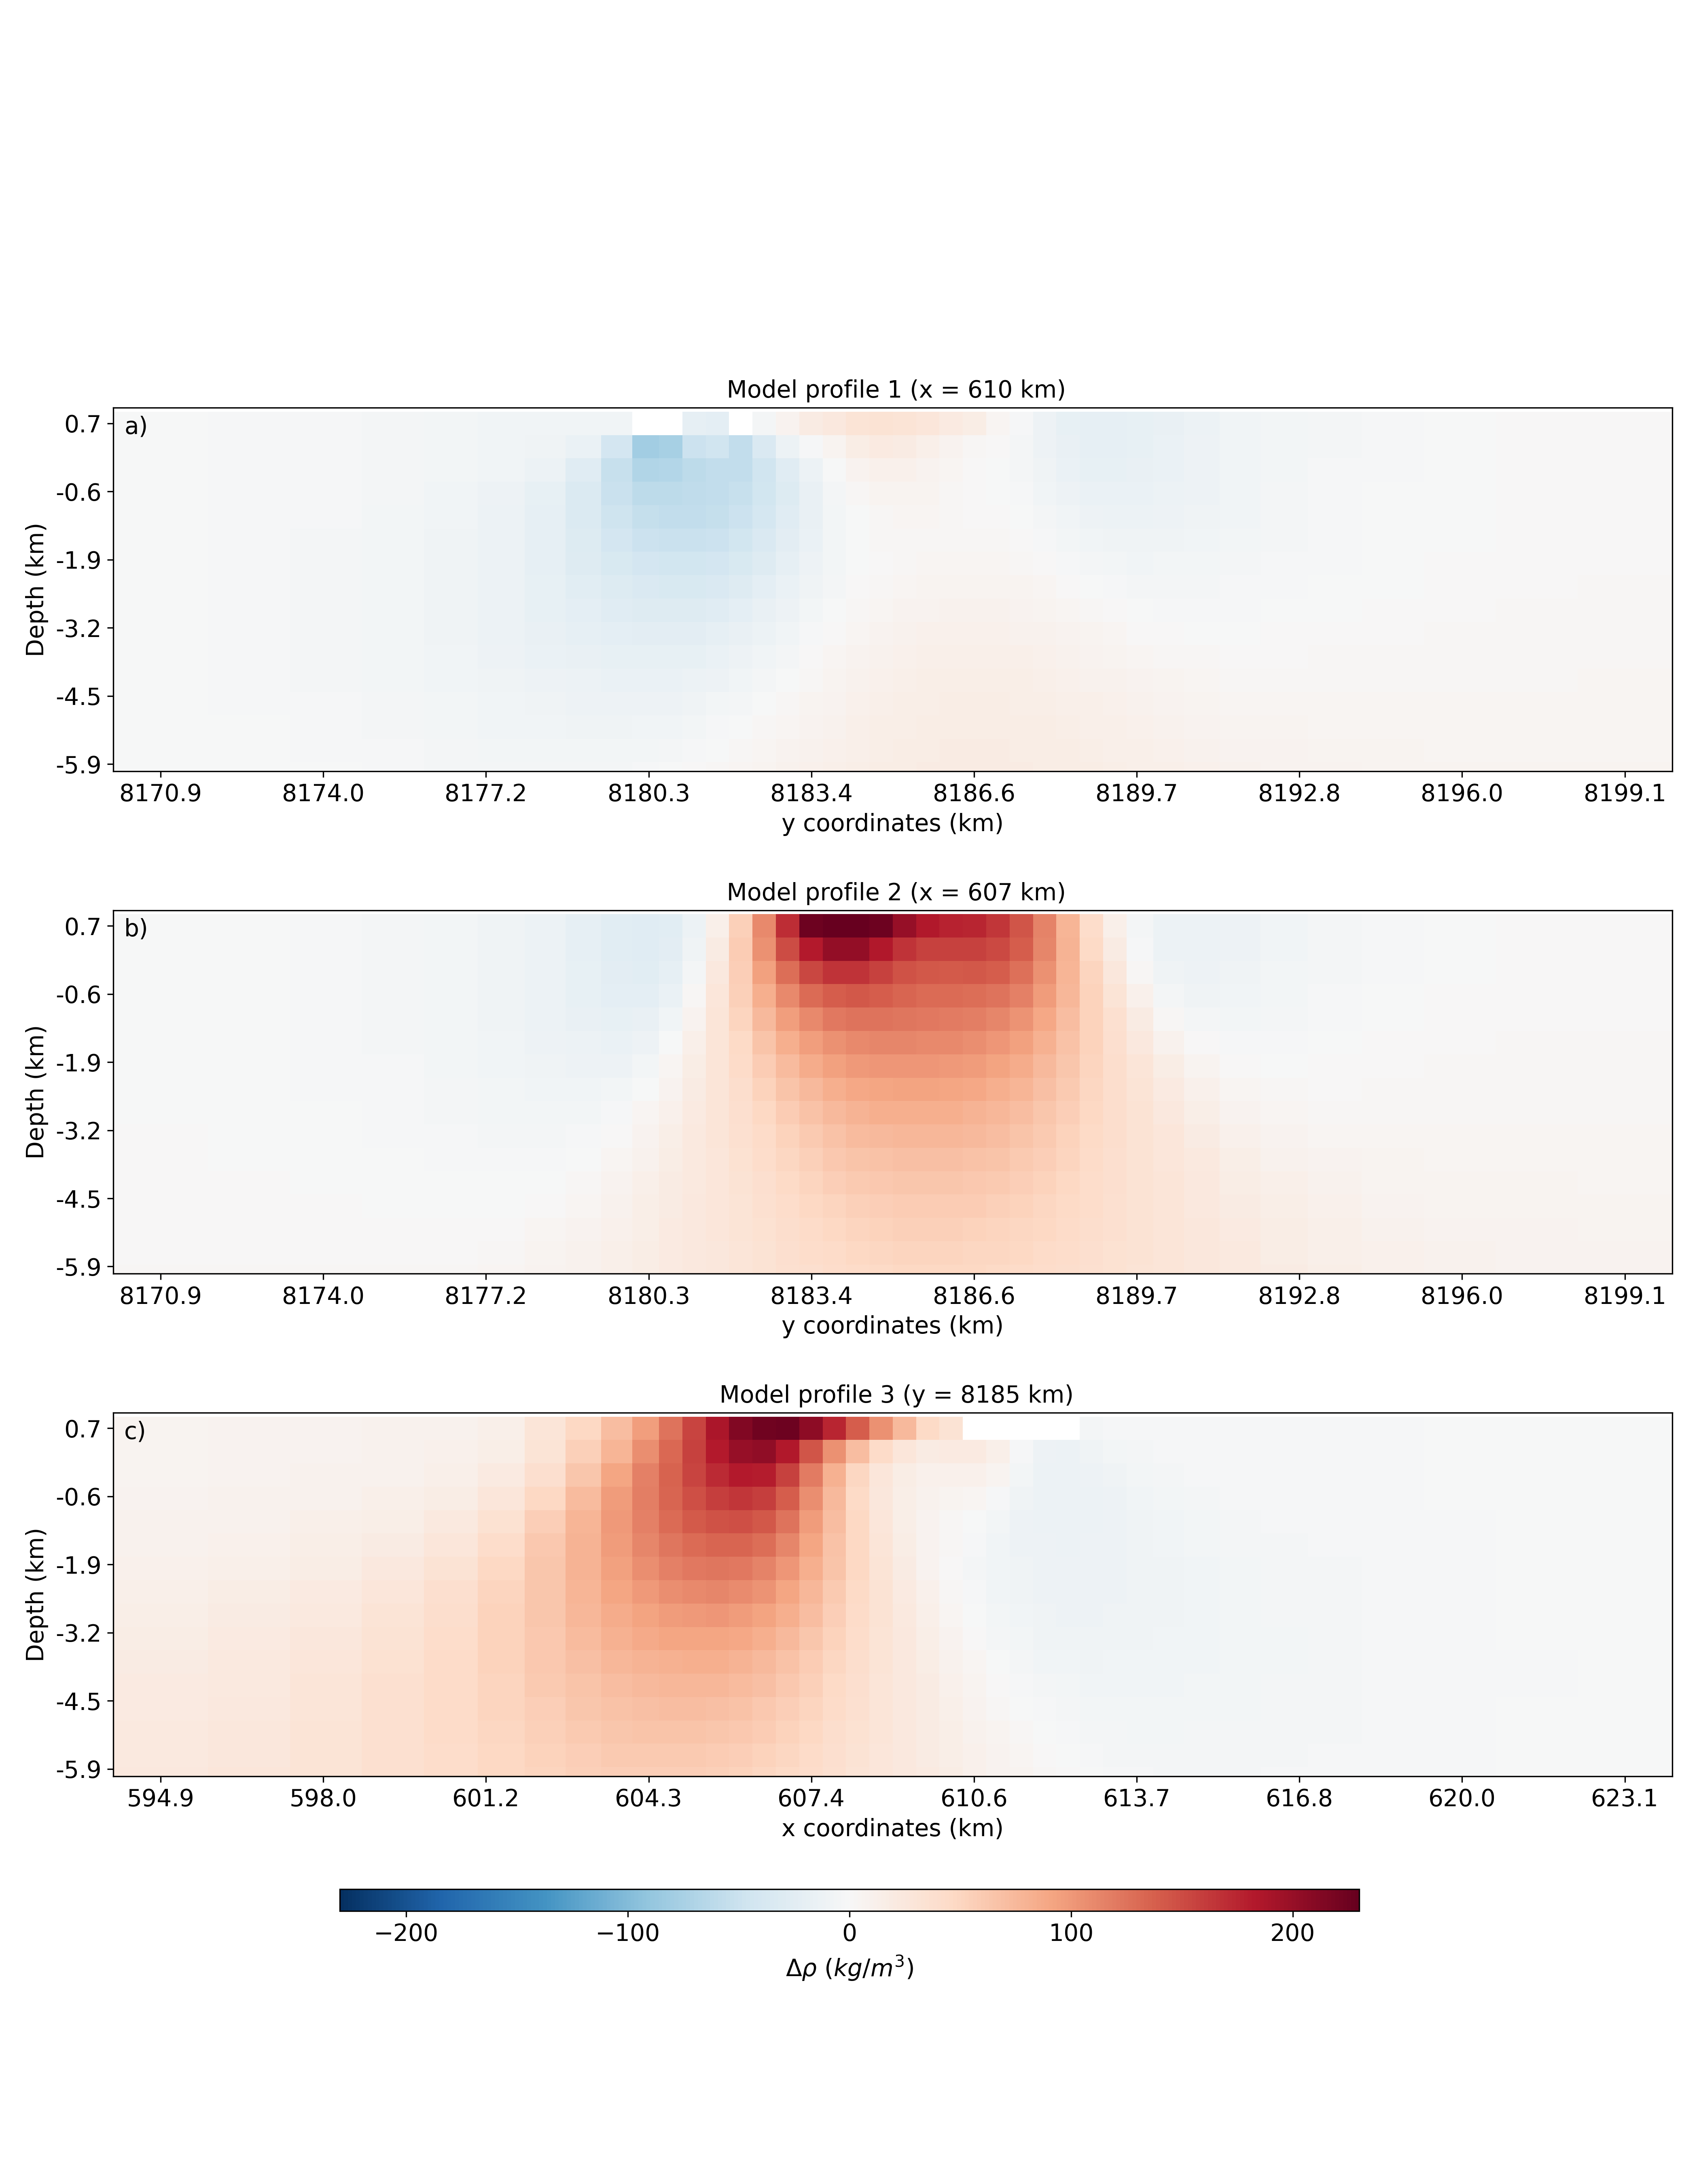 Model profile 1 (x = 610 km)
a)
0.7
-0.6
-1.9
-3.2
-4.5
-5.9
Depth (km)
8170.9 8174.0 8177.2 8180.3 8183.4 8186.6 8189.7 8192.8 8196.0 8199.1
y coordinates (km)
Model profile 2 (x = 607 km)
b)
0.7
-0.6
-1.9
-3.2
-4.5
-5.9
Depth (km)
8170.9 8174.0 8177.2 8180.3 8183.4 8186.6 8189.7 8192.8 8196.0 8199.1
y coordinates (km)
Model profile 3 (y = 8185 km)
c)
0.7
-0.6
-1.9
-3.2
-4.5
-5.9
Depth (km)
594.9 598.0 601.2 604.3 607.4 610.6 613.7 616.8 620.0 623.1
x coordinates (km)
−200 −100 0 100 200
Δρ (kg/m³)